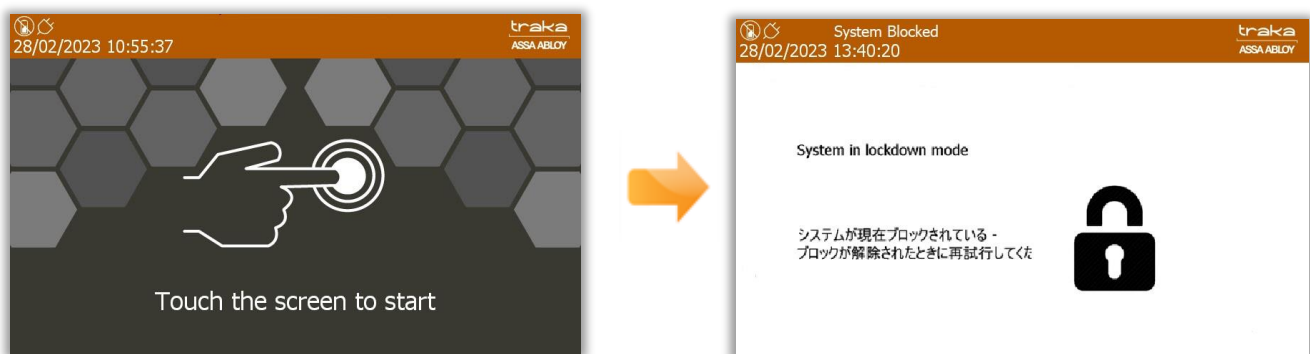 28/02/2023 10:55:37
traka
ASSA ABLOY
Touch the screen to start
System Blocked
28/02/2023 13:40:20
traka
ASSA ABLOY
System in lockdown mode
システムが現在ブロックされている -
ブロックが解除されたときに再試行してくだ